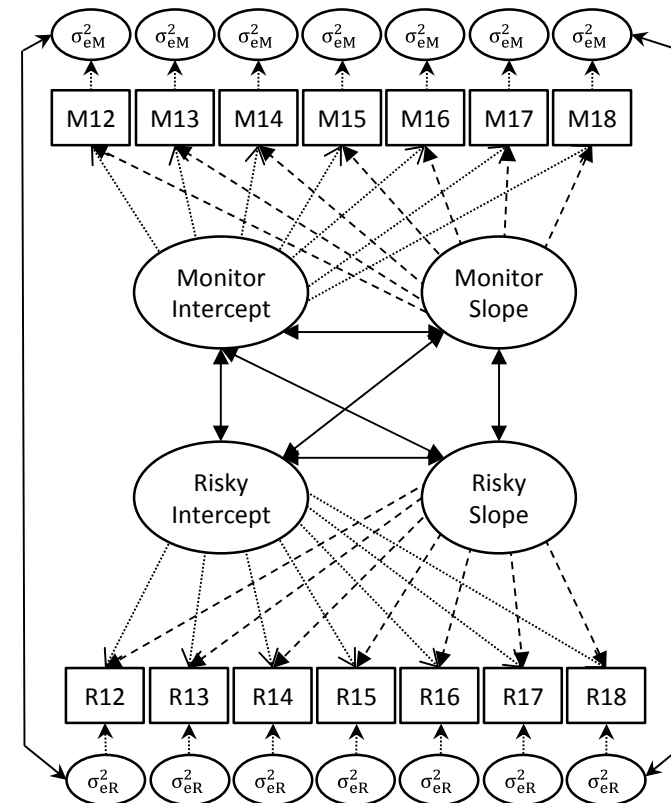 σ²eM σ²eM σ²eM σ²eM σ²eM σ²eM σ²eM
M12 M13 M14 M15 M16 M17 M18
Monitor
Intercept
Monitor
Slope
Risky
Intercept
Risky
Slope
R12 R13 R14 R15 R16 R17 R18
σ²eR σ²eR σ²eR σ²eR σ²eR σ²eR σ²eR